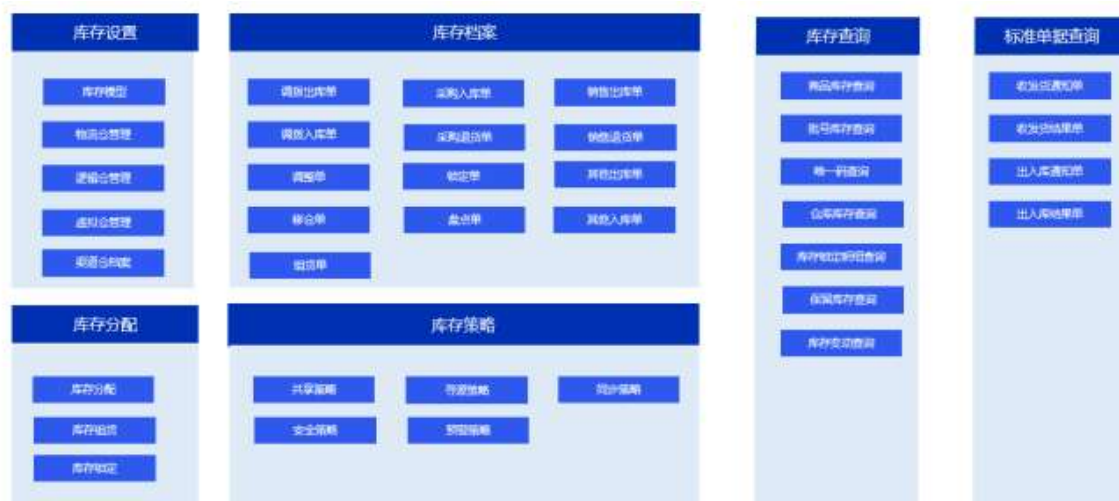 库存设置
库存模型
物流仓管理
逻辑仓管理
虚拟仓管理
渠道仓档案
库存档案
调拨出库单
采购入库单
销售出库单
调拨入库单
采购退货单
销售退货单
调整单
锁定单
其他出库单
移仓单
盘点单
其他入库单
组货单
库存查询
商品库存查询
批号库存查询
唯一码查询
仓库库存查询
库存锁定明细查询
保留库存查询
库存变动查询
标准单据查询
收发货通知单
收发货结果单
出入库通知单
出入库结果单
库存分配
库存分配
库存组货
库存锁定
库存策略
共享策略
寻源策略
同步策略
安全策略
预警策略